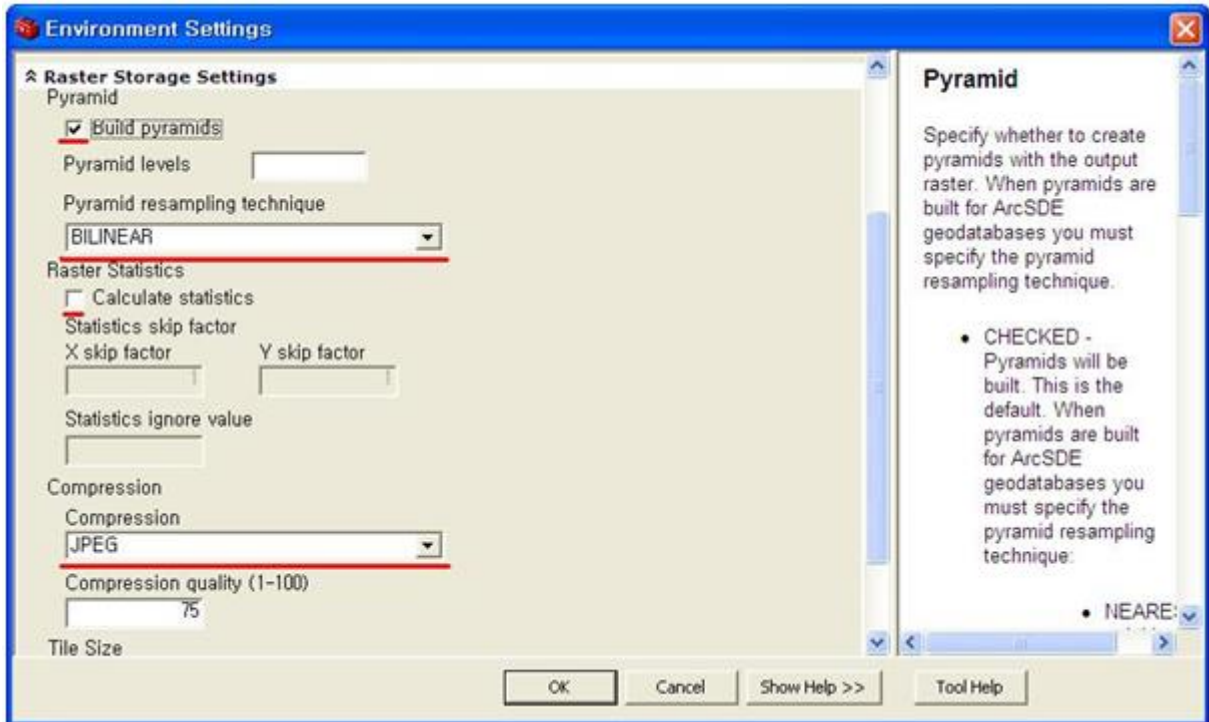 Environment Settings
Raster Storage Settings
Pyramid
Build pyramids
Pyramid levels
Pyramid resampling technique
BILINEAR
Raster Statistics
Calculate statistics
Statistics skip factor
X skip factor Y skip factor
1 1
Statistics ignore value
Compression
Compression
JPEG
Compression quality (1-100)
75
Tile Size
Pyramid
Specify whether to create
pyramids with the output
raster. When pyramids are
built for ArcSDE
geodatabases you must
specify the pyramid
resampling technique.
• CHECKED -
Pyramids will be
built. This is the
default. When
pyramids are built
for ArcSDE
geodatabases you
must specify the
pyramid resampling
technique:
• NEARES
OK Cancel Show Help >> Tool Help